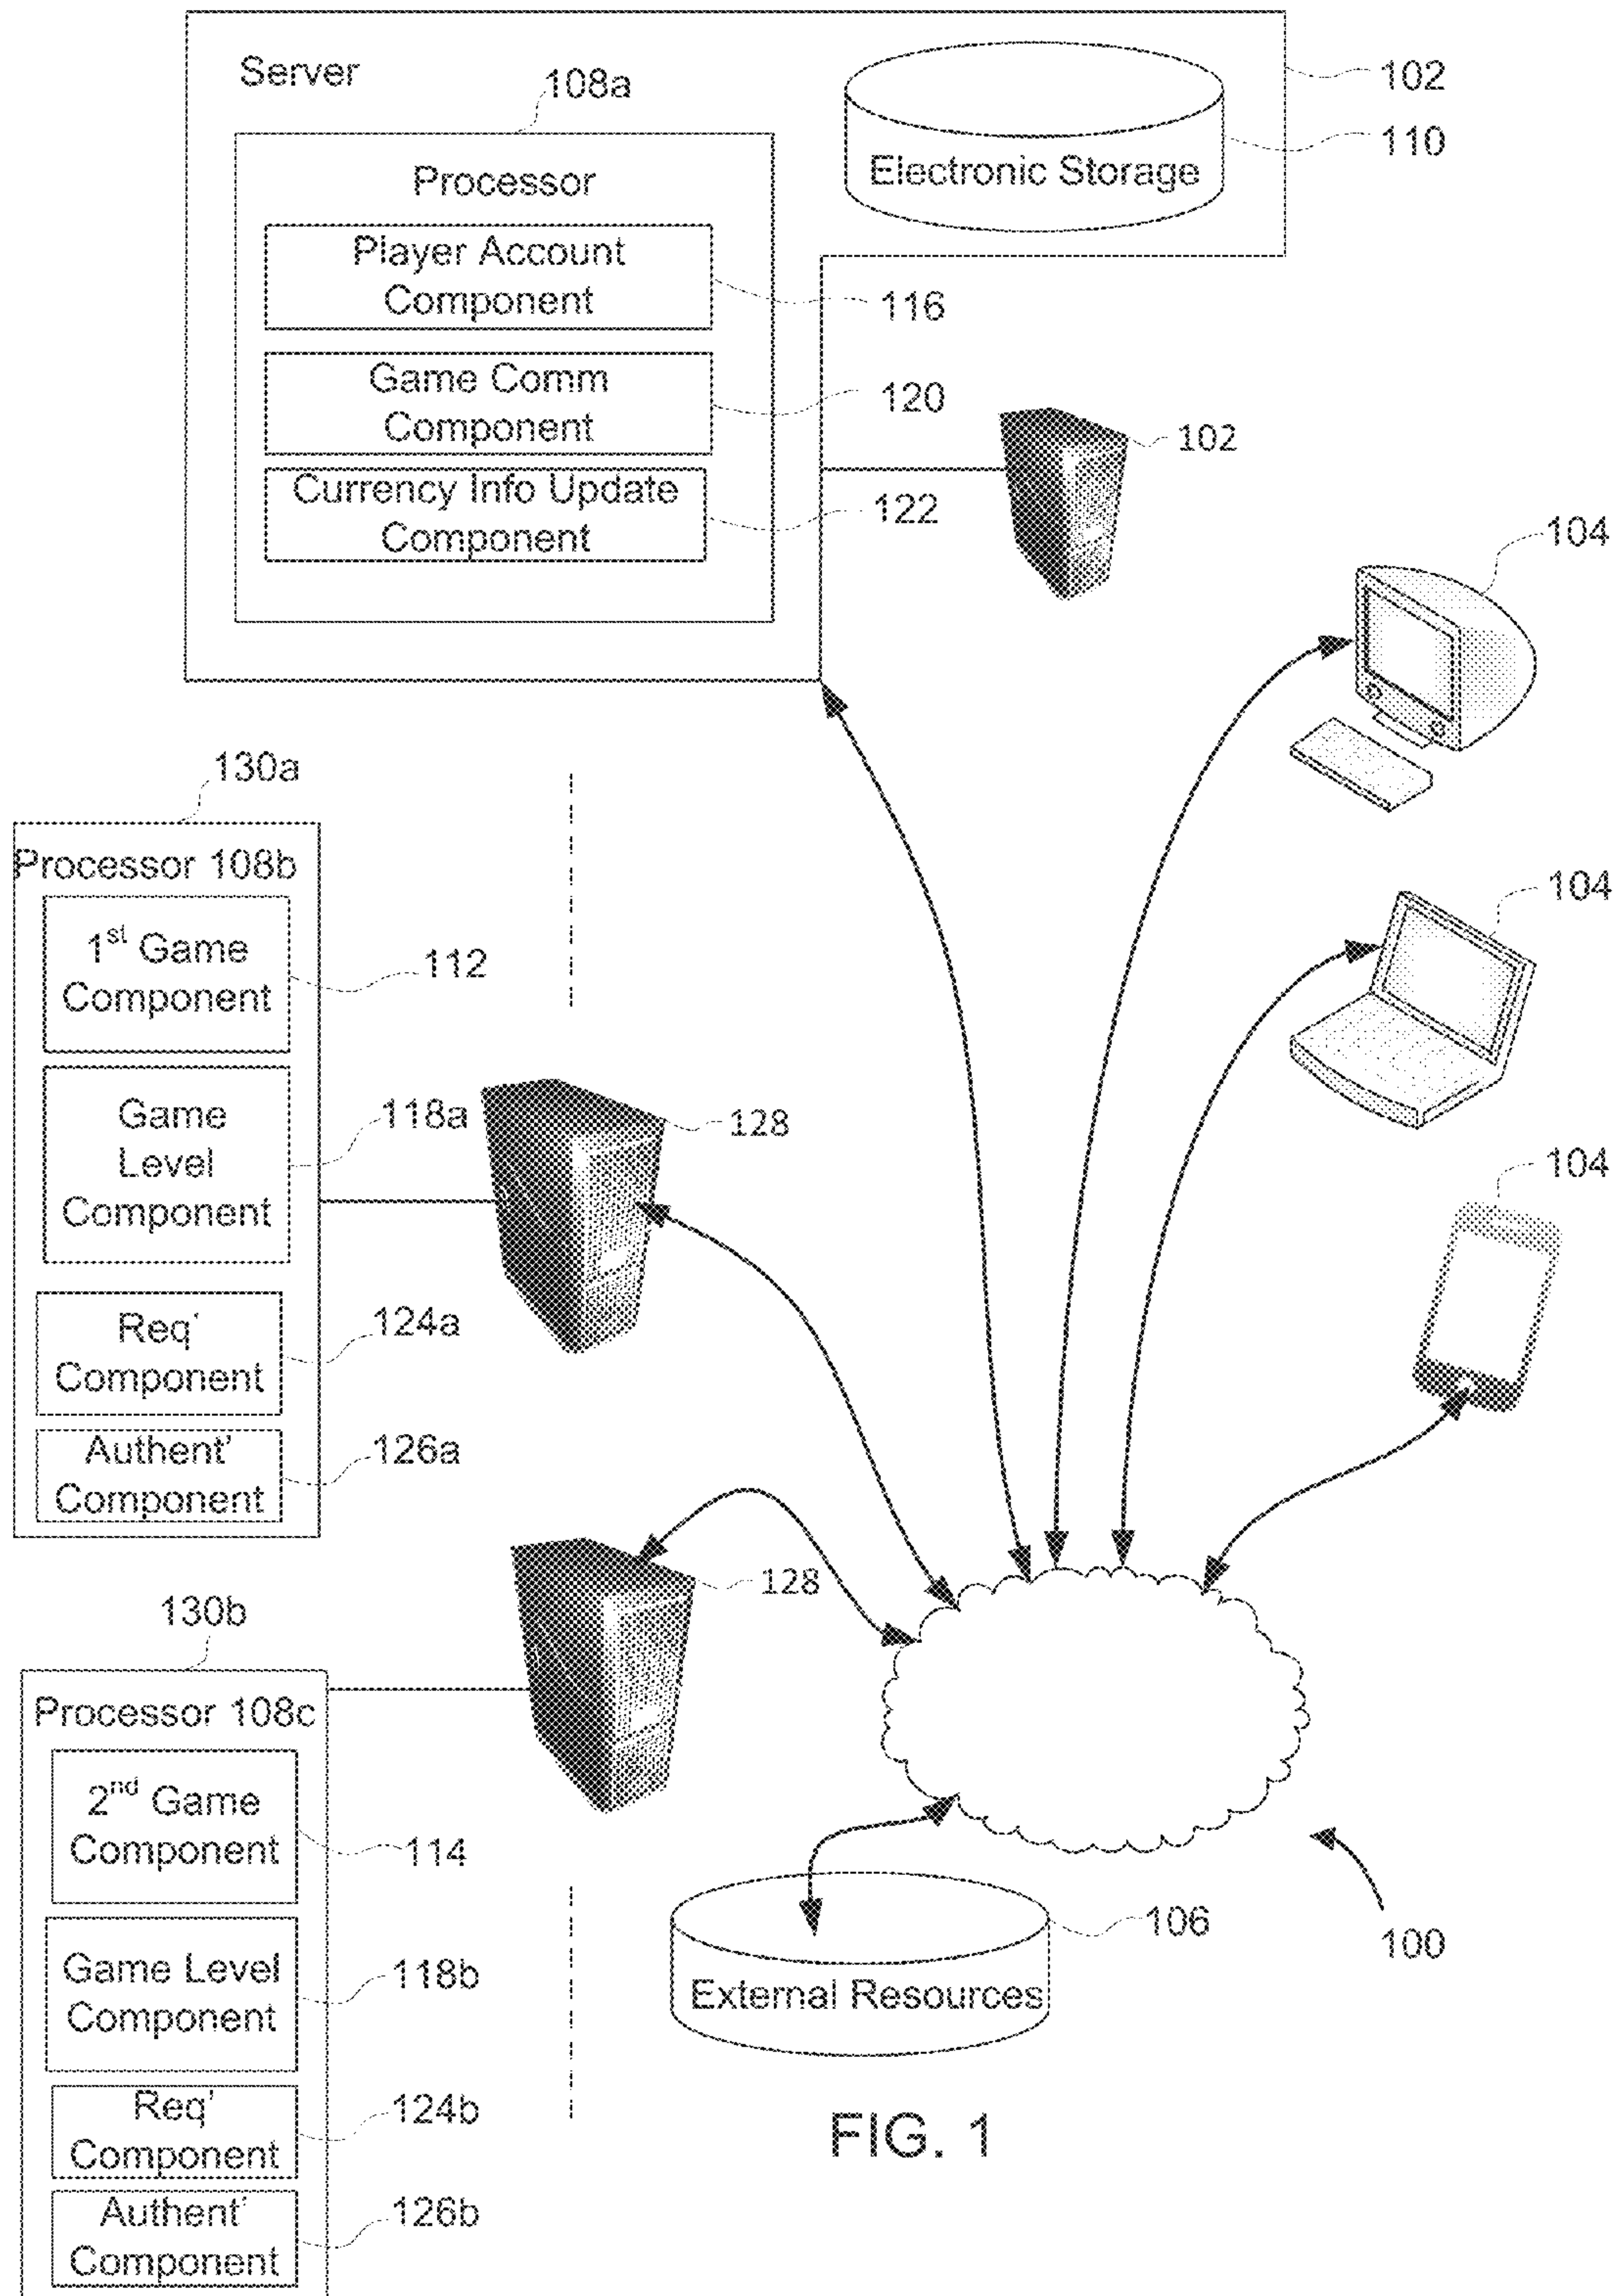 Server
108a
102
110
Electronic Storage
Processor
Player Account
Component
116
Game Comm
Component
120
Currency Info Update
Component
122
102
104
130a
Processor 108b
1st Game
Component
112
104
Game
Level
Component
118a
128
104
Req'
Component
124a
Authent'
Component
126a
128
130b
Processor 108c
2nd Game
Component
114
Game Level
Component
118b
106
External Resources
100
Req'
Component
124b
Authent'
Component
126b
FIG. 1